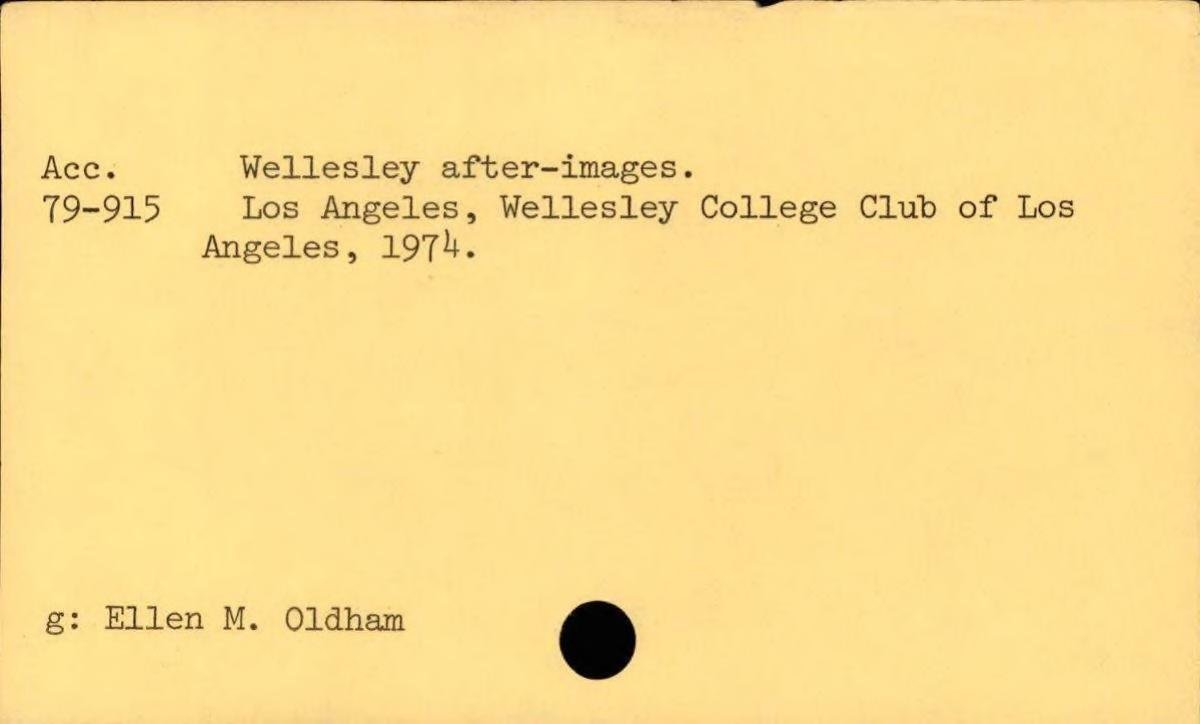 Acc. Wellesley after-images.
79-915 Los Angeles, Wellesley College Club of Los
Angeles, 1974.
g: Ellen M. Oldham